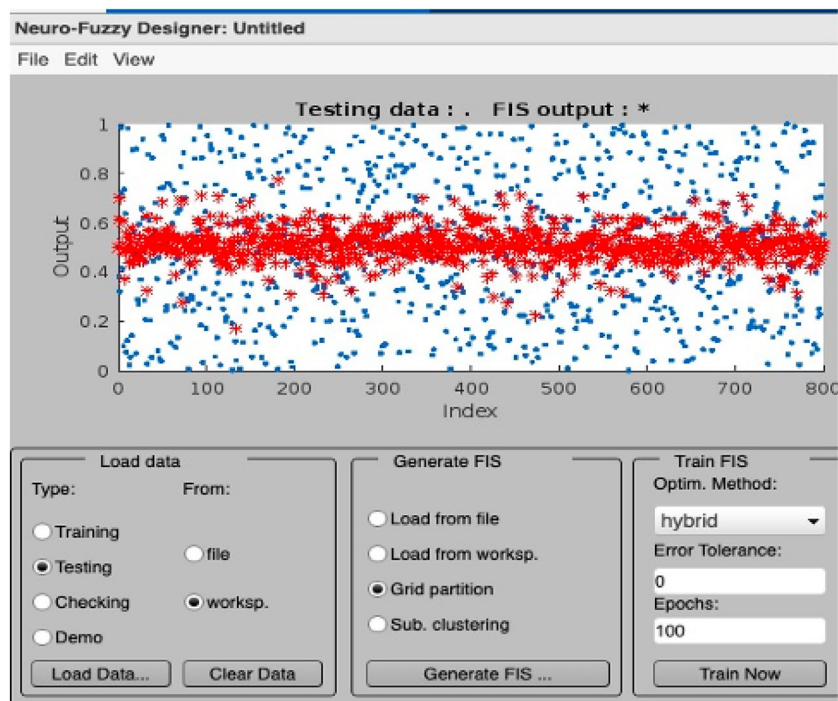 Neuro-Fuzzy Designer: Untitled
File Edit View
Testing data : . FIS output : *
1
0.8
0.6
0.4
0.2
0
Output
0 100 200 300 400 500 600 700 800
Index
Load data
Type: From:
Training
Testing
Checking
Demo
file
worksp.
Load Data... Clear Data
Generate FIS
Load from file
Load from worksp.
Grid partition
Sub. clustering
Generate FIS ...
Train FIS
Optim. Method:
hybrid
Error Tolerance:
0
Epochs:
100
Train Now